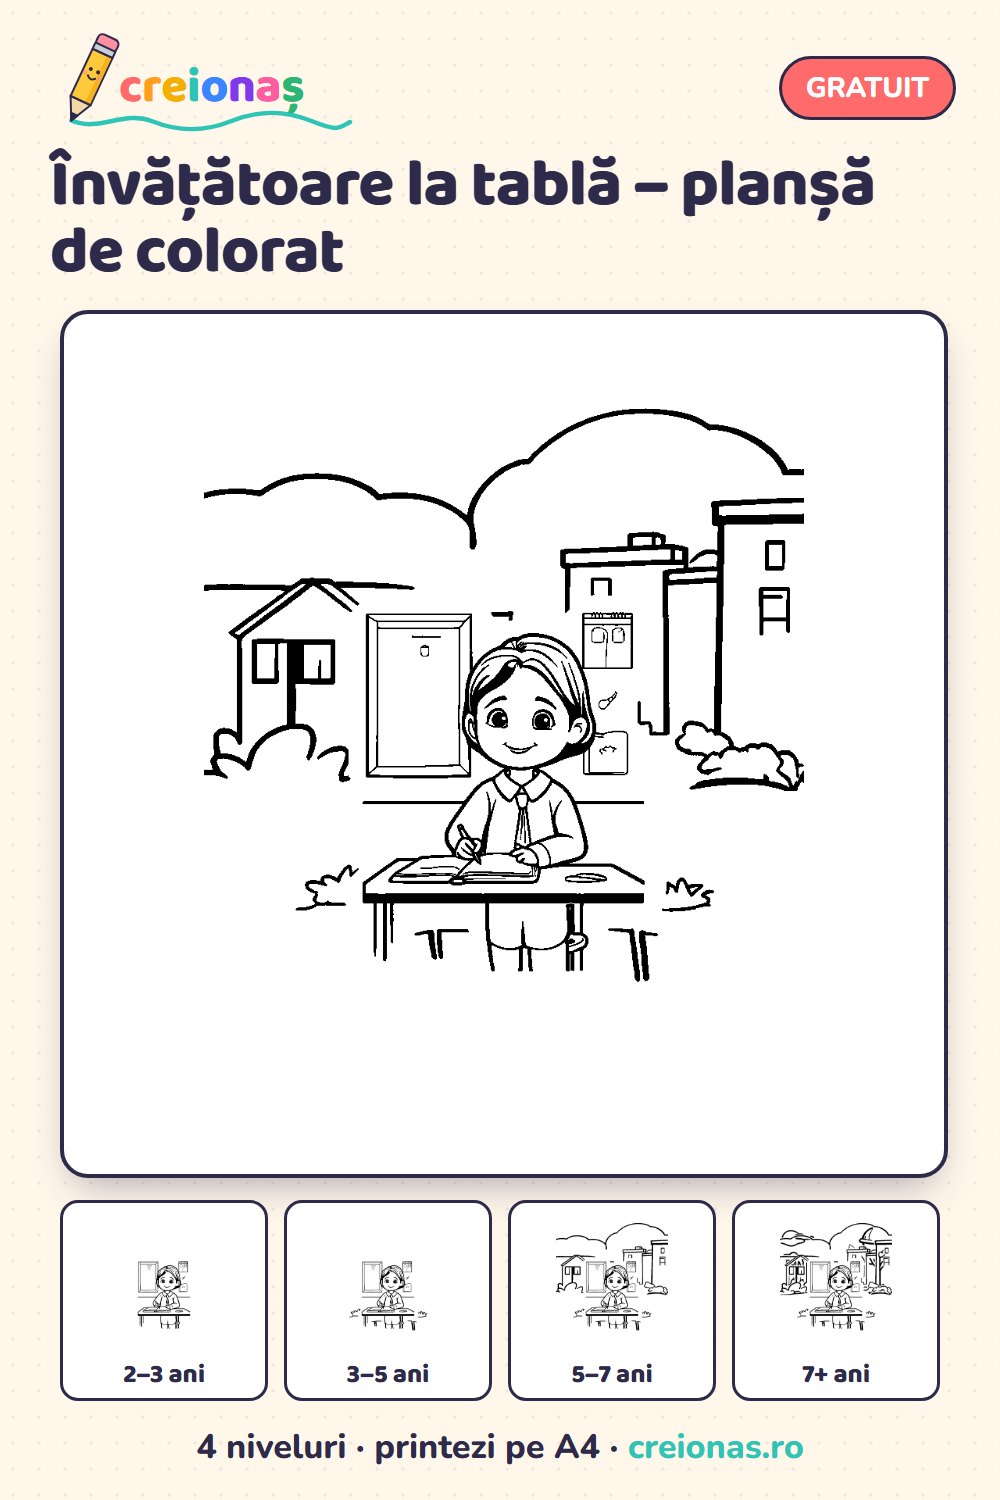 creionaș
GRATUIT
Învățătoare la tablă – planșă
de colorat
2–3 ani
3–5 ani
5–7 ani
7+ ani
4 niveluri · printezi pe A4 · creionas.ro